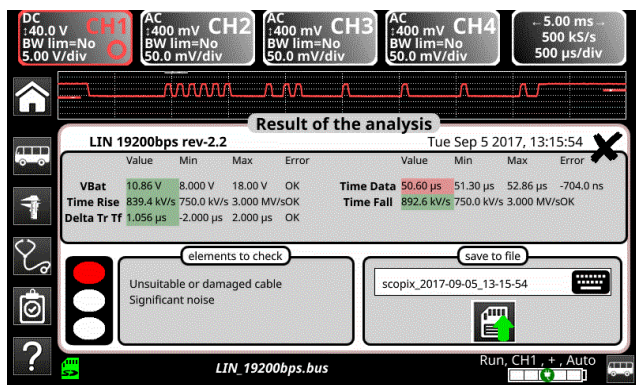 DC
↕40.0 V CH1
BW lim=No
5.00 V/div
AC
↕400 mV CH2
BW lim=No
50.0 mV/div
AC
↕400 mV CH3
BW lim=No
50.0 mV/div
AC
↕400 mV CH4
BW lim=No
50.0 mV/div
←5.00 ms→
500 kS/s
500 µs/div
Result of the analysis
LIN 19200bps rev-2.2 Tue Sep 5 2017, 13:15:54
Value Min Max Error Value Min Max Error
VBat 10.86 V 8.000 V 18.00 V OK Time Data 50.60 µs 51.30 µs 52.86 µs -704.0 ns
Time Rise 839.4 kV/s 750.0 kV/s 3.000 MV/sOK Time Fall 892.6 kV/s 750.0 kV/s 3.000 MV/sOK
Delta Tr Tf 1.056 µs -2.000 µs 2.000 µs OK
elements to check save to file
Unsuitable or damaged cable
Significant noise
scopix_2017-09-05_13-15-54
?
LIN_19200bps.bus
Run, CH1 , + , Auto